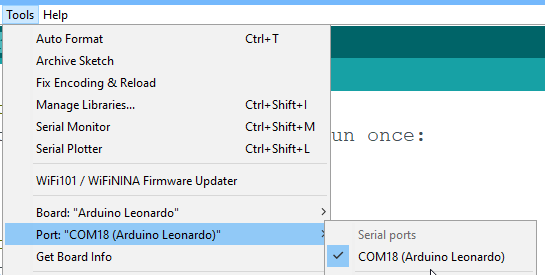 Tools Help
Auto Format Ctrl+T
Archive Sketch
Fix Encoding & Reload
Manage Libraries... Ctrl+Shift+I
Serial Monitor Ctrl+Shift+M
un once:
Serial Plotter Ctrl+Shift+L
WiFi101 / WiFiNINA Firmware Updater
Board: "Arduino Leonardo"
Port: "COM18 (Arduino Leonardo)"
Serial ports
Get Board Info
COM18 (Arduino Leonardo)